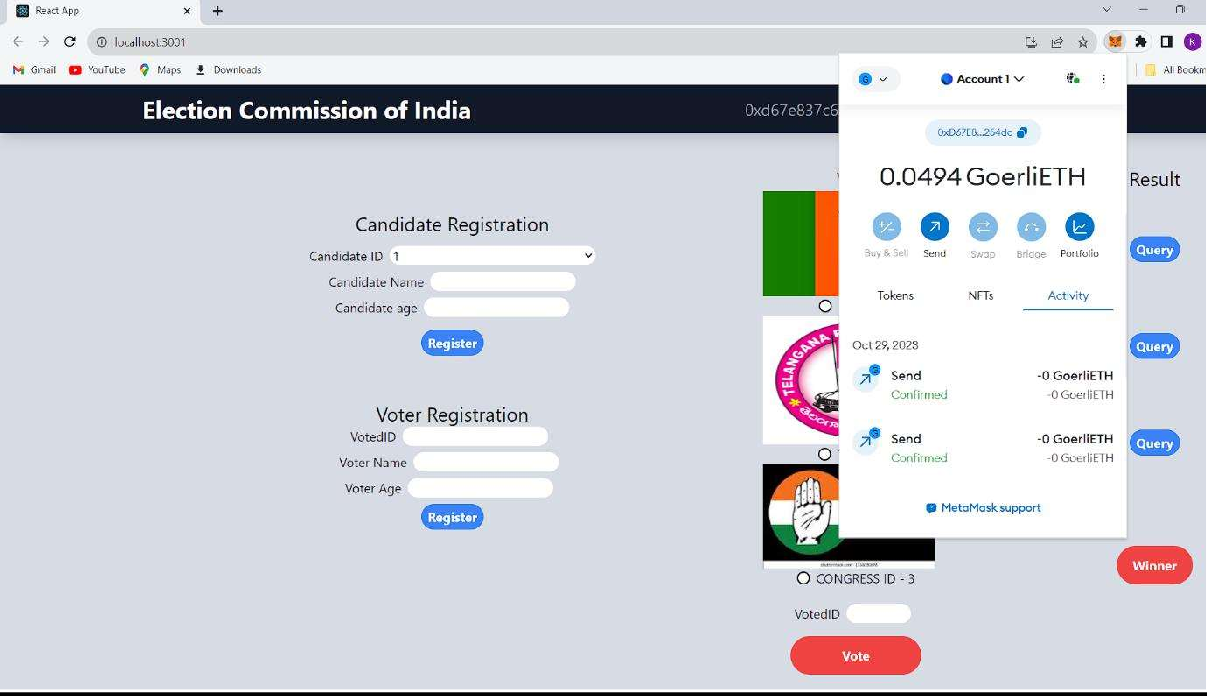 React App
localhost:3001
Gmail YouTube Maps Downloads All Bookm
Election Commission of India 0xd67e837c6
Account 1
0xD67E8...254dc
0.0494 GoerliETH
Buy & Sell Send Swap Bridge Portfolio
Tokens NFTs Activity
Oct 29, 2023
Send -0 GoerliETH
Confirmed -0 GoerliETH
Send -0 GoerliETH
Confirmed -0 GoerliETH
MetaMask support
Candidate Registration
Candidate ID 1
Candidate Name
Candidate age
Register
Voter Registration
VotedID
Voter Name
Voter Age
Register
TELANGANA
CONGRESS ID - 3
VotedID
Vote
Result
Query
Query
Query
Winner